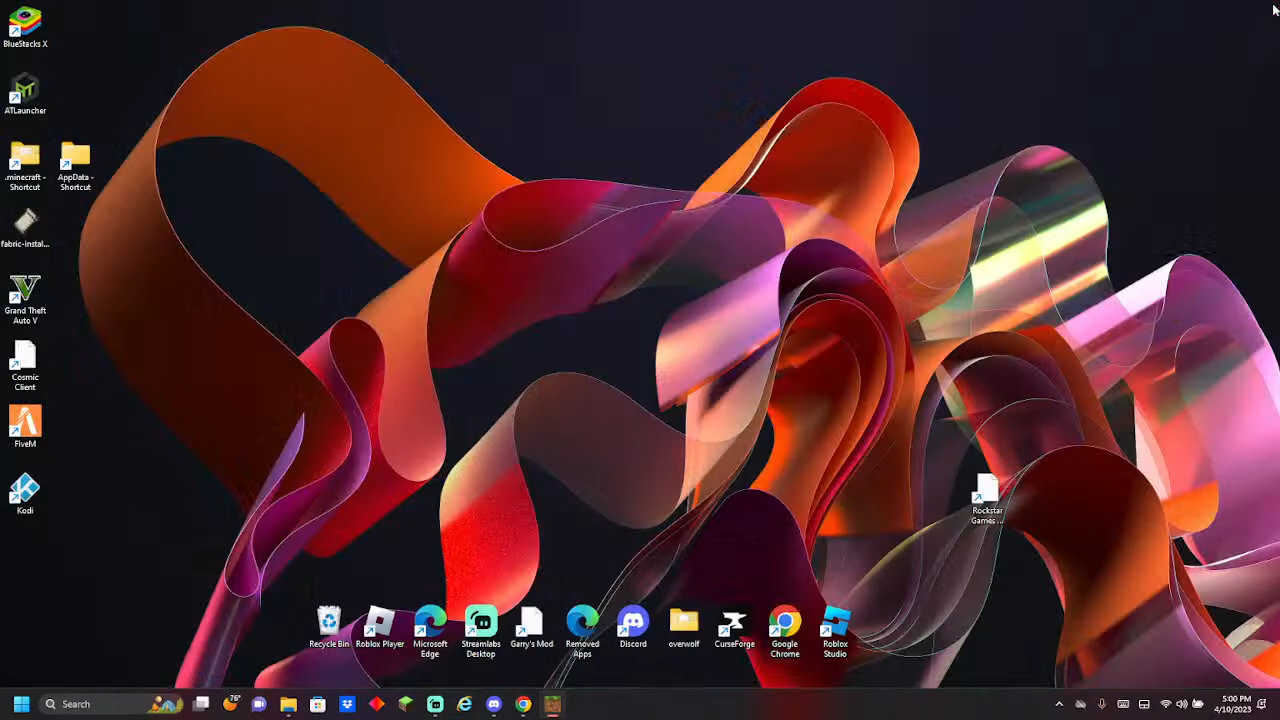 BlueStacks X
ATLauncher
.minecraft -
Shortcut
AppData -
Shortcut
fabric-instal...
Grand Theft
Auto V
Cosmic
Client
FiveM
Kodi
Rockstar
Games ...
Recycle Bin
Roblox Player
Microsoft
Edge
Streamlabs
Desktop
Garry's Mod
Removed
Apps
Discord
overwolf
CurseForge
Google
Chrome
Roblox
Studio
Search
76°
5:00 PM
4/10/2023